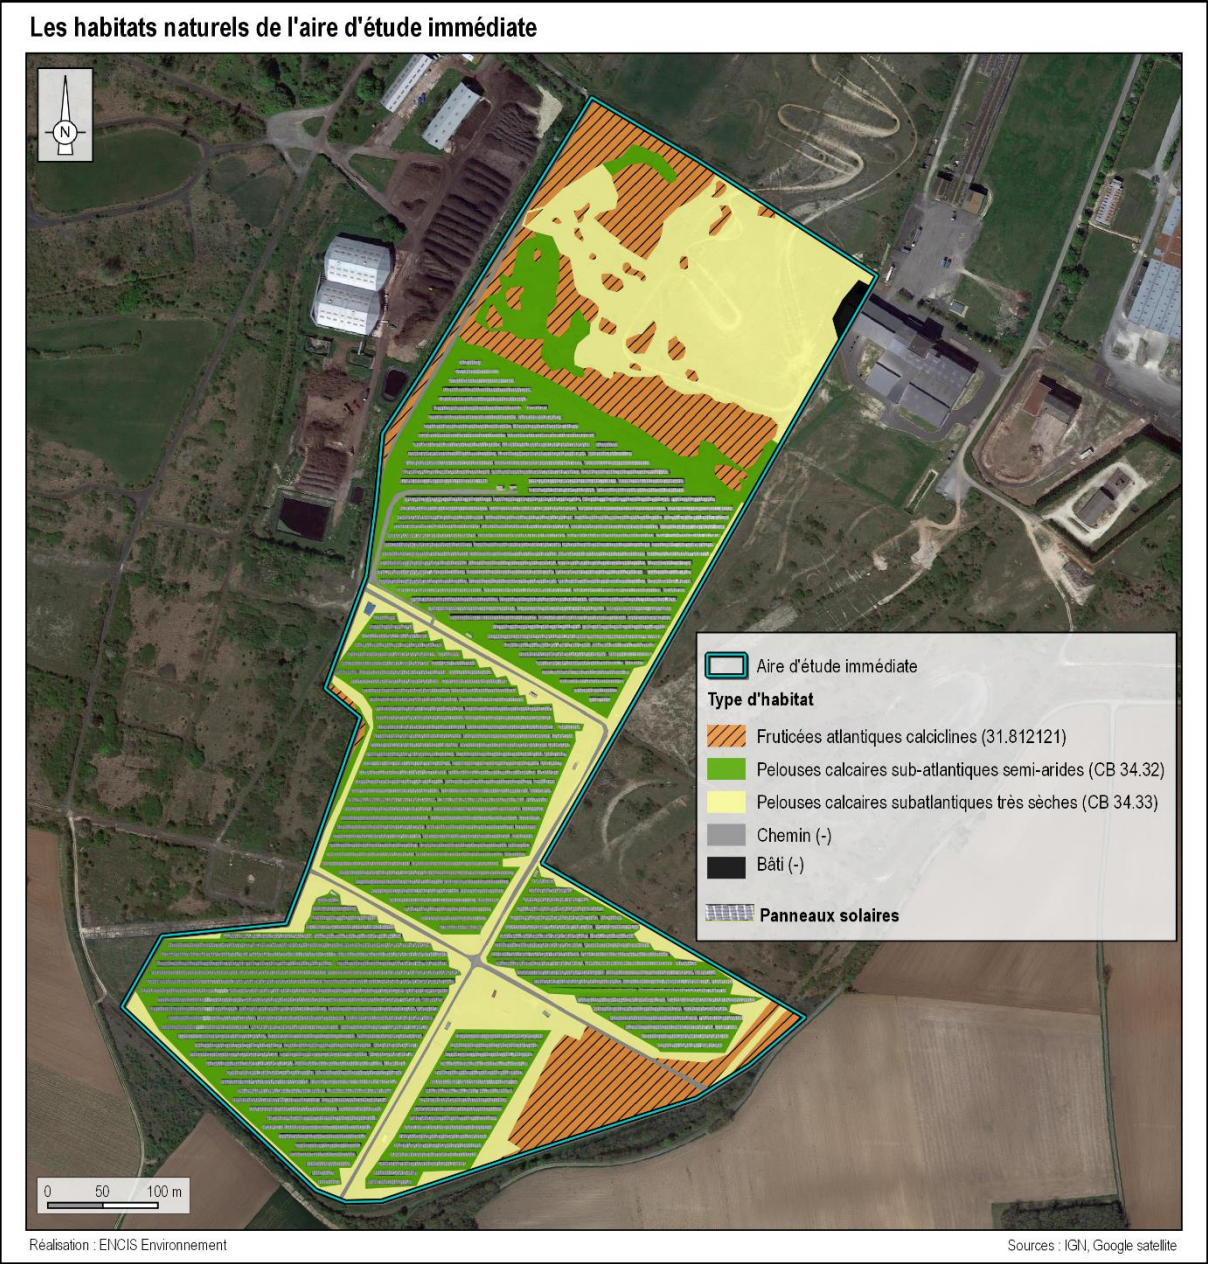 Les habitats naturels de l'aire d'étude immédiate
N
Aire d'étude immédiate
Type d'habitat
Fruticées atlantiques calciclines (31.812121)
Pelouses calcaires sub-atlantiques semi-arides (CB 34.32)
Pelouses calcaires subatlantiques très sèches (CB 34.33)
Chemin (-)
Bâti (-)
Panneaux solaires
0 50 100 m
Réalisation : ENCIS Environnement
Sources : IGN, Google satellite